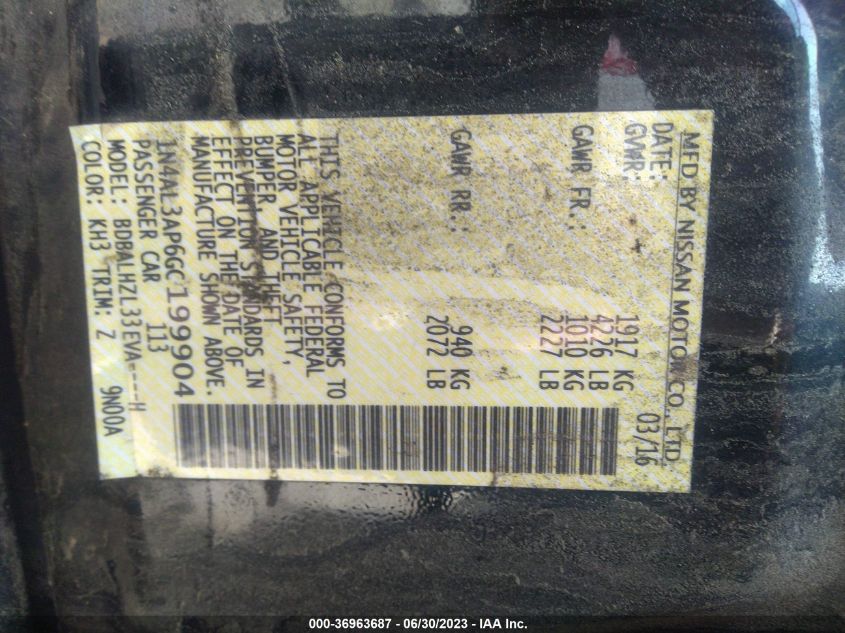 MFD BY NISSAN MOTOR CO., LTD.
DATE: 03/16
GVWR: 1917 KG
4226 LB
GAWR FR.: 1010 KG
2227 LB
GAWR RR.: 940 KG
2072 LB
THIS VEHICLE CONFORMS TO
ALL APPLICABLE FEDERAL
MOTOR VEHICLE SAFETY,
BUMPER AND THEFT
PREVENTION STANDARDS IN
EFFECT ON THE DATE OF
MANUFACTURE SHOWN ABOVE.
1N4AL3AP6GC199904
PASSENGER CAR 113
MODEL: BDBALHZL33EVA----H
COLOR: KH3 TRIM: Z 9N00A
000-36963687 - 06/30/2023 - IAA Inc.